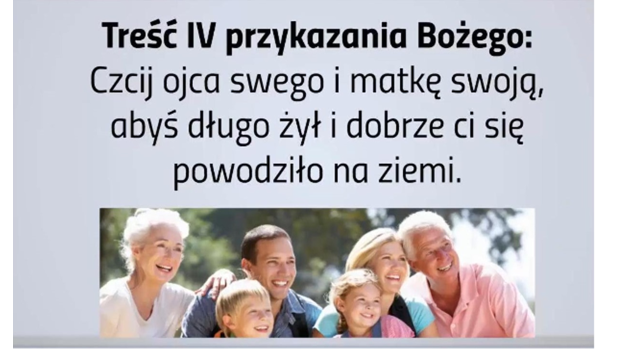 Treść IV przykazania Bożego:
Czcij ojca swego i matkę swoją,
abyś długo żył i dobrze ci się
powodziło na ziemi.